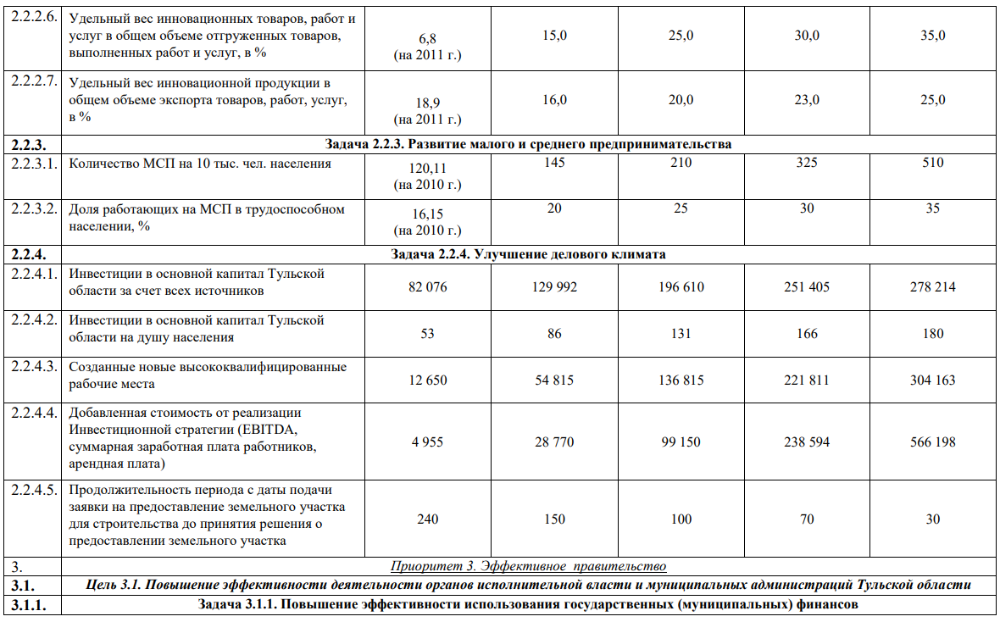 2.2.2.6. Удельный вес инновационных товаров, работ и
услуг в общем объеме отгруженных товаров,
выполненных работ и услуг, в %
6,8
(на 2011 г.)
15,0
25,0
30,0
35,0
2.2.2.7. Удельный вес инновационной продукции в
общем объеме экспорта товаров, работ, услуг,
в %
18,9
(на 2011 г.)
16,0
20,0
23,0
25,0
2.2.3. Задача 2.2.3. Развитие малого и среднего предпринимательства
2.2.3.1. Количество МСП на 10 тыс. чел. населения
120,11
(на 2010 г.)
145
210
325
510
2.2.3.2. Доля работающих на МСП в трудоспособном
населении, %
16,15
(на 2010 г.)
20
25
30
35
2.2.4. Задача 2.2.4. Улучшение делового климата
2.2.4.1. Инвестиции в основной капитал Тульской
области за счет всех источников
82 076
129 992
196 610
251 405
278 214
2.2.4.2. Инвестиции в основной капитал Тульской
области на душу населения
53
86
131
166
180
2.2.4.3. Созданные новые высококвалифицированные
рабочие места
12 650
54 815
136 815
221 811
304 163
2.2.4.4. Добавленная стоимость от реализации
Инвестиционной стратегии (EBITDA,
суммарная заработная плата работников,
арендная плата)
4 955
28 770
99 150
238 594
566 198
2.2.4.5. Продолжительность периода с даты подачи
заявки на предоставление земельного участка
для строительства до принятия решения о
предоставлении земельного участка
240
150
100
70
30
3. Приоритет 3. Эффективное правительство
3.1. Цель 3.1. Повышение эффективности деятельности органов исполнительной власти и муниципальных администраций Тульской области
3.1.1. Задача 3.1.1. Повышение эффективности использования государственных (муниципальных) финансов